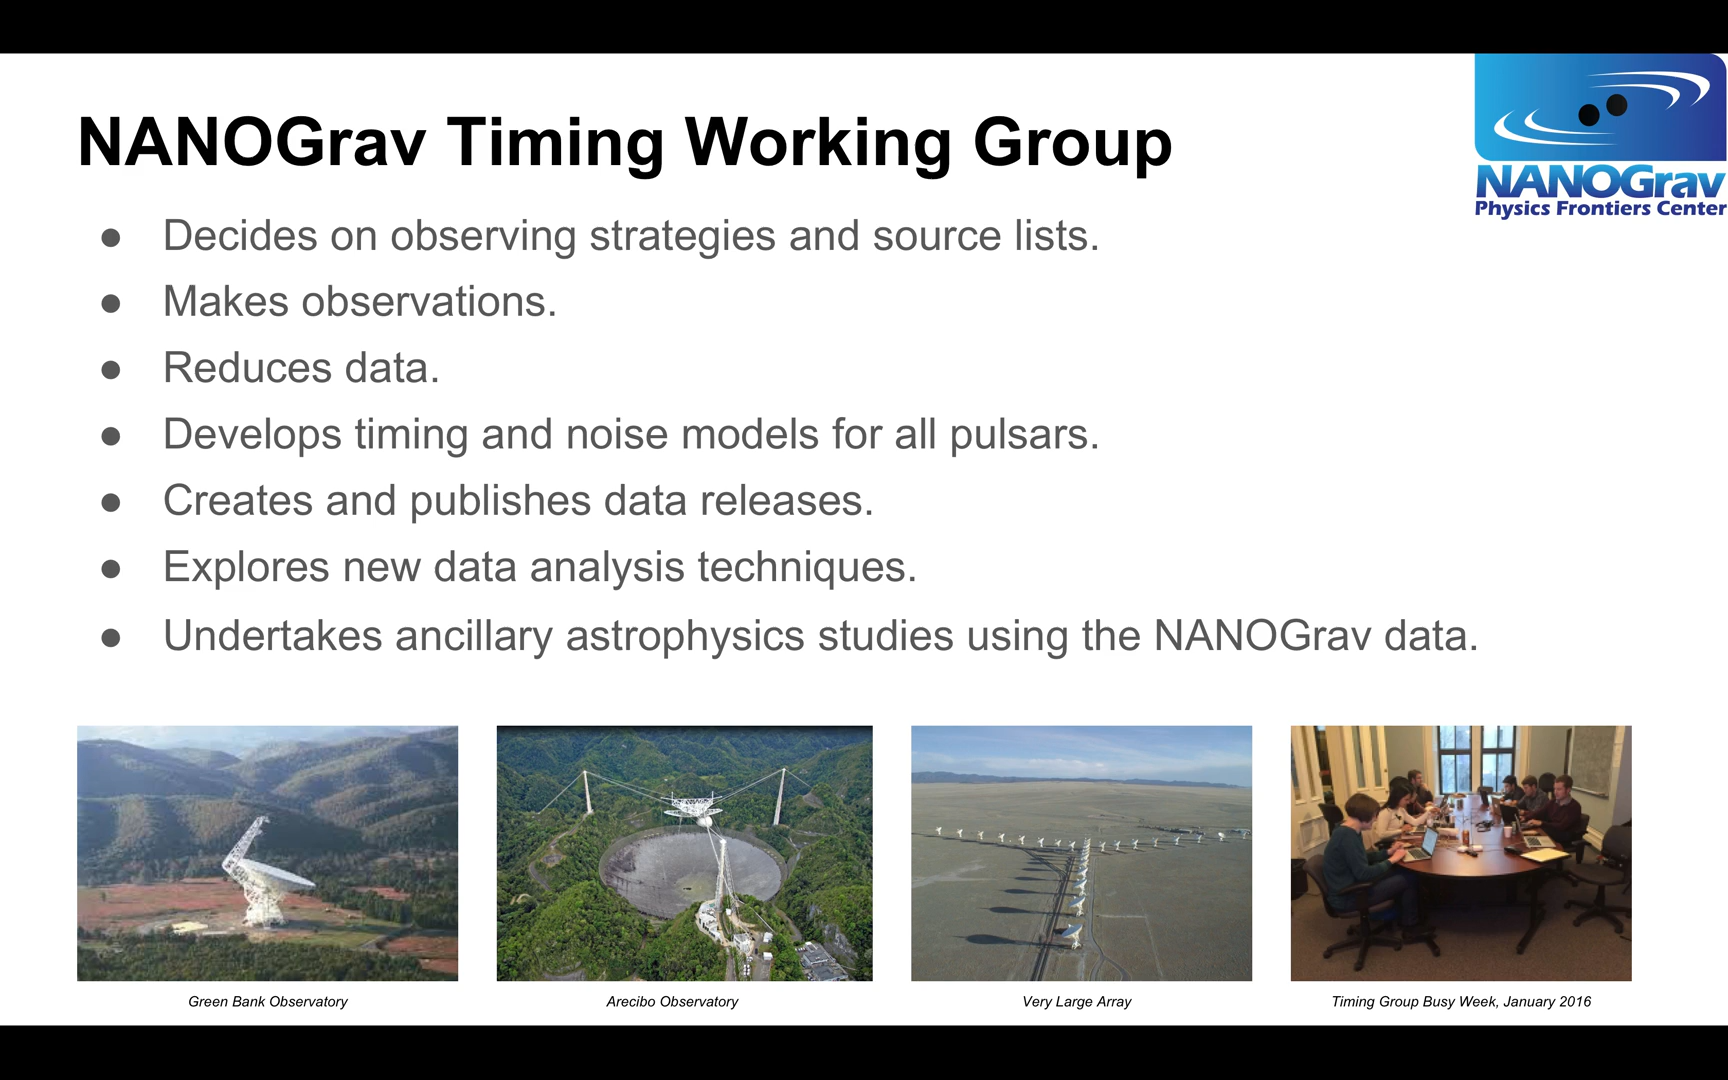 NANOGrav Timing Working Group
NANOGrav
Physics Frontiers Center
● Decides on observing strategies and source lists.
● Makes observations.
● Reduces data.
● Develops timing and noise models for all pulsars.
● Creates and publishes data releases.
● Explores new data analysis techniques.
● Undertakes ancillary astrophysics studies using the NANOGrav data.
Green Bank Observatory
Arecibo Observatory
Very Large Array
Timing Group Busy Week, January 2016